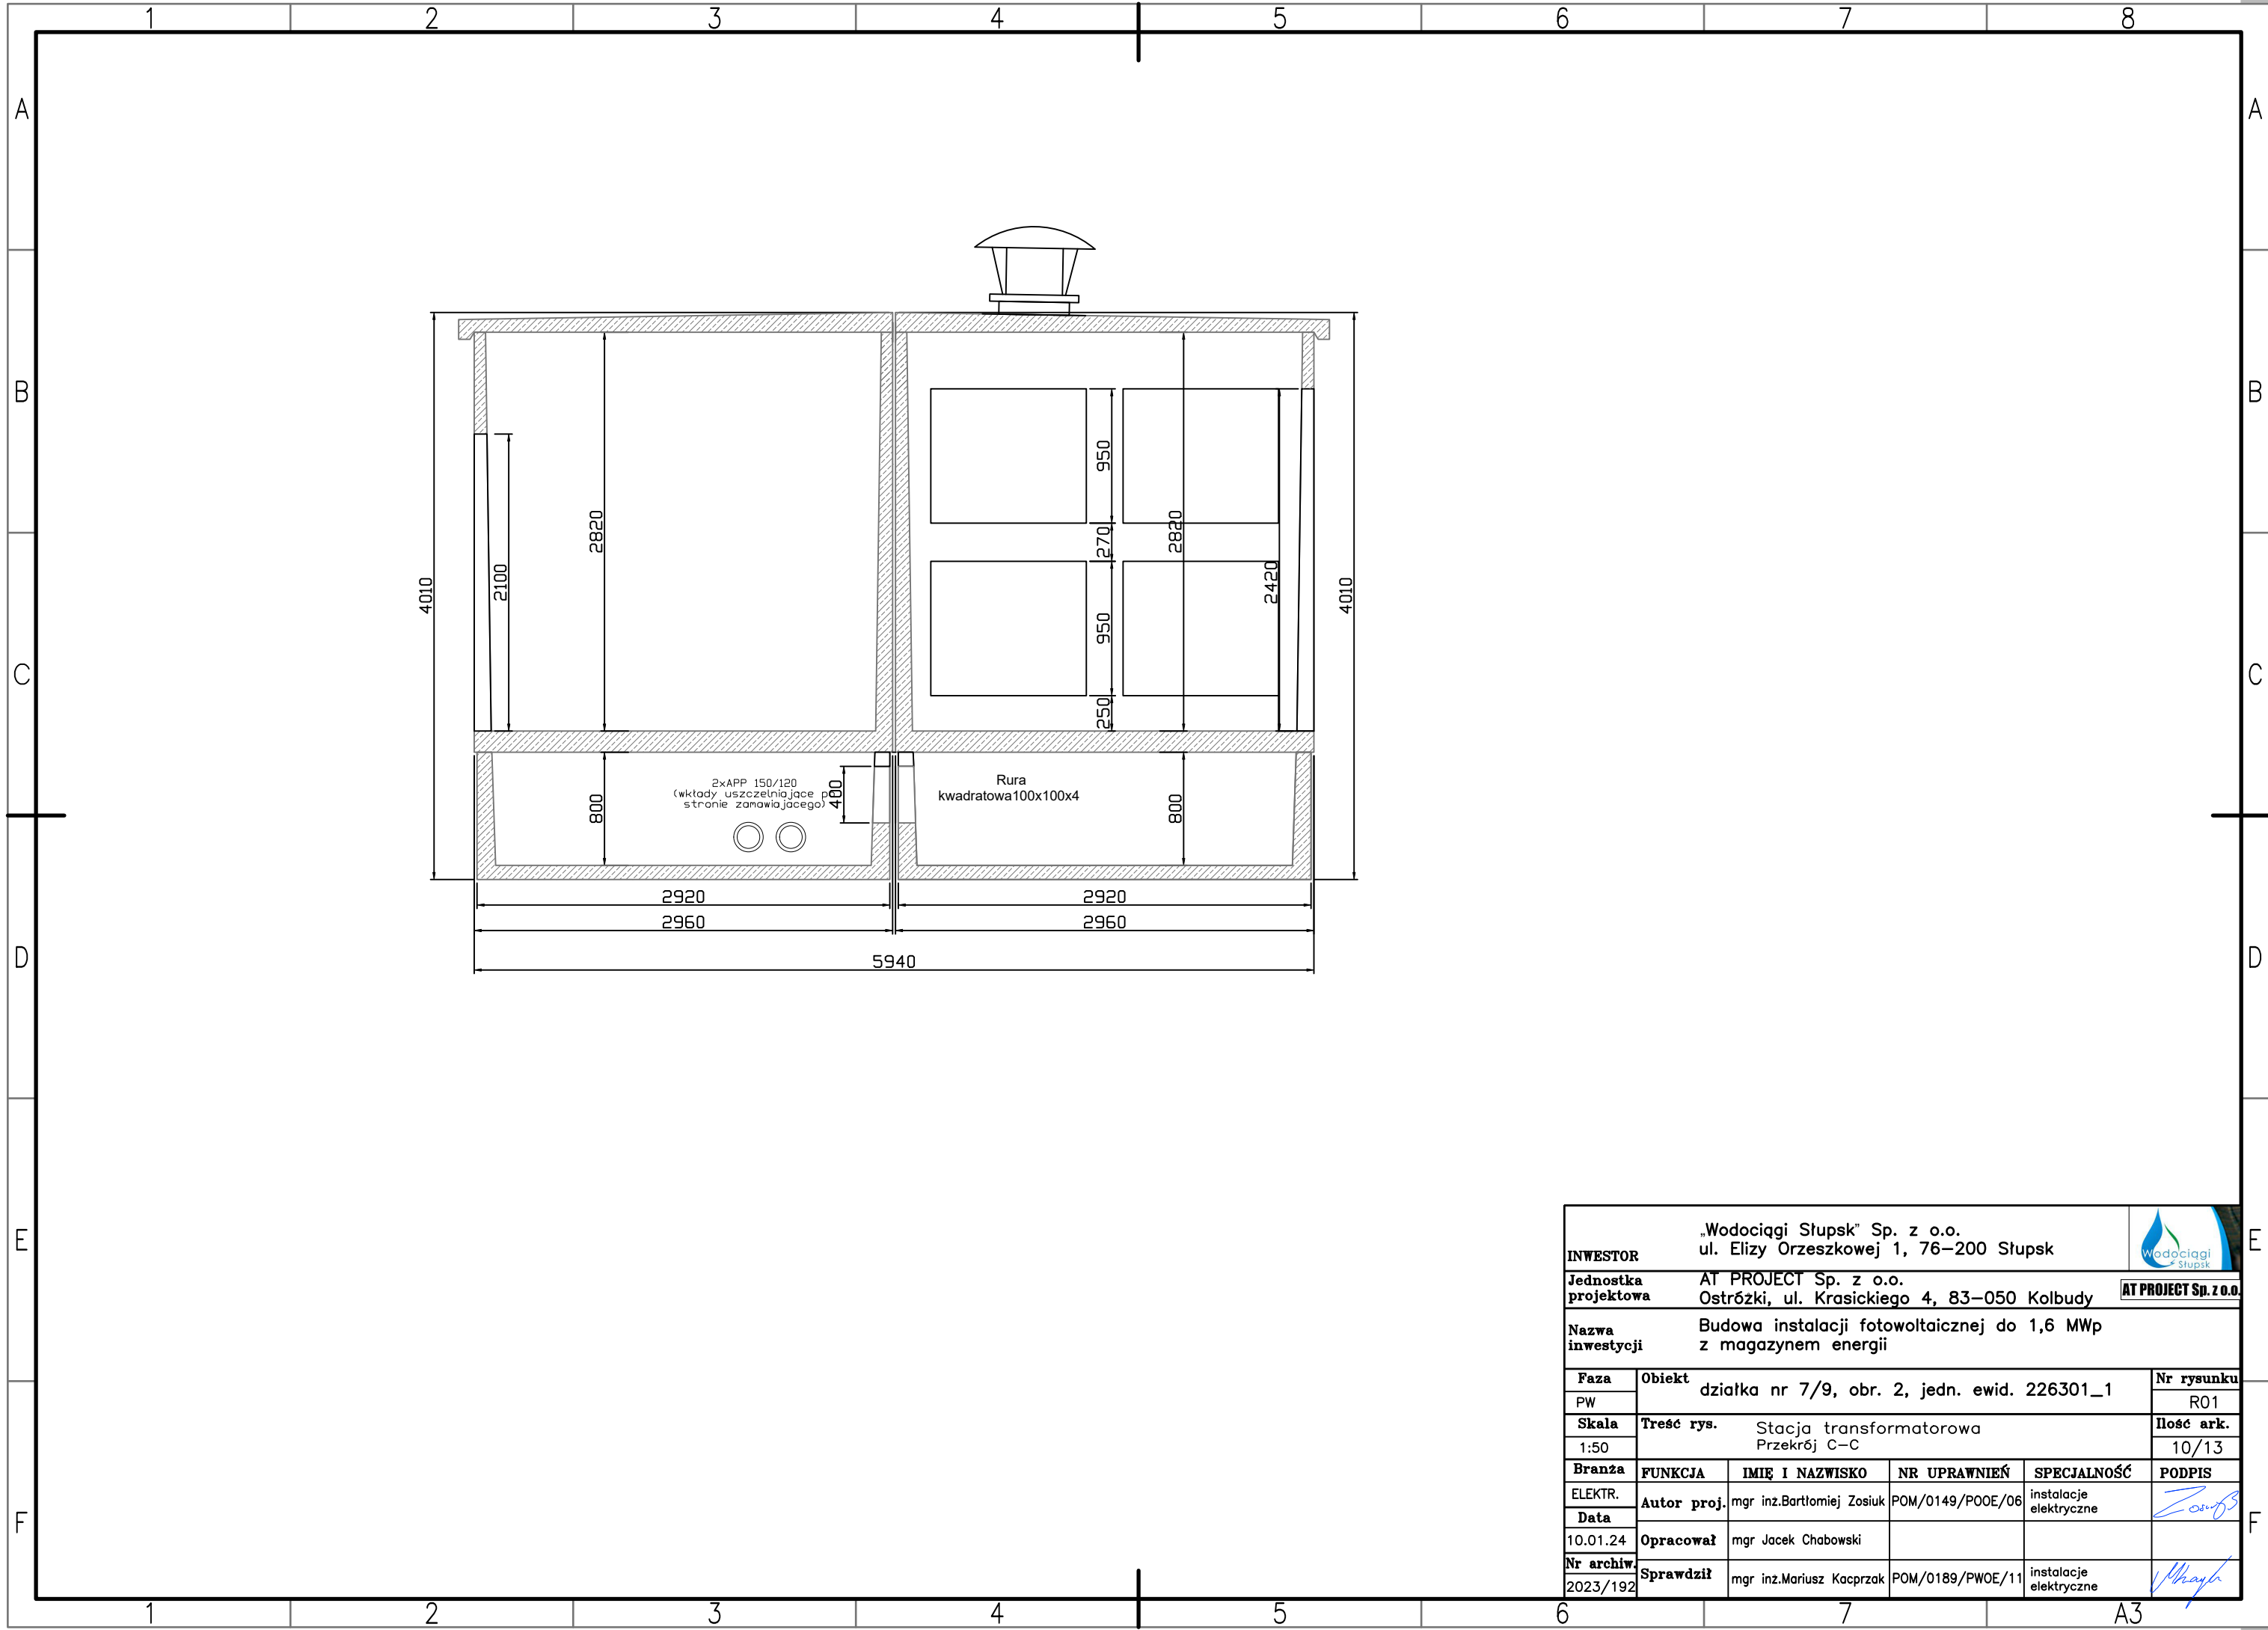 1 2 3 4 5 6 7 8
A A
B B
C C
D D
E E
F F
4010
2100
2820
950
270
950
250
2820
2420
4010
2xAPP 150/120
(wkłady uszczelniające p
stronie zamawiającego)
400
800
Rura
kwadratowa100x100x4
800
2920 2920
2960 2960
5940
INWESTOR
„Wodociągi Słupsk” Sp. z o.o.
ul. Elizy Orzeszkowej 1, 76-200 Słupsk
Wodociągi
Słupsk
Jednostka
projektowa
AT PROJECT Sp. z o.o.
Ostróżki, ul. Krasickiego 4, 83-050 Kolbudy
AT PROJECT Sp. z o.o.
Nazwa
inwestycji
Budowa instalacji fotowoltaicznej do 1,6 MWp
z magazynem energii
Faza
PW
Obiekt
działka nr 7/9, obr. 2, jedn. ewid. 226301_1
Nr rysunku
R01
Skala
1:50
Treść rys.
Stacja transformatorowa
Przekrój C-C
Ilość ark.
10/13
Branża
ELEKTR.
Data
10.01.24
Nr archiw.
2023/192
FUNKCJA IMIĘ I NAZWISKO NR UPRAWNIEŃ SPECJALNOŚĆ PODPIS
Autor proj. mgr inż.Bartłomiej Zosiuk POM/0149/POOE/06 instalacje
elektryczne
Opracował mgr Jacek Chabowski
Sprawdził mgr inż.Mariusz Kacprzak POM/0189/PWOE/11 instalacje
elektryczne
1 2 3 4 5 6 7 A3